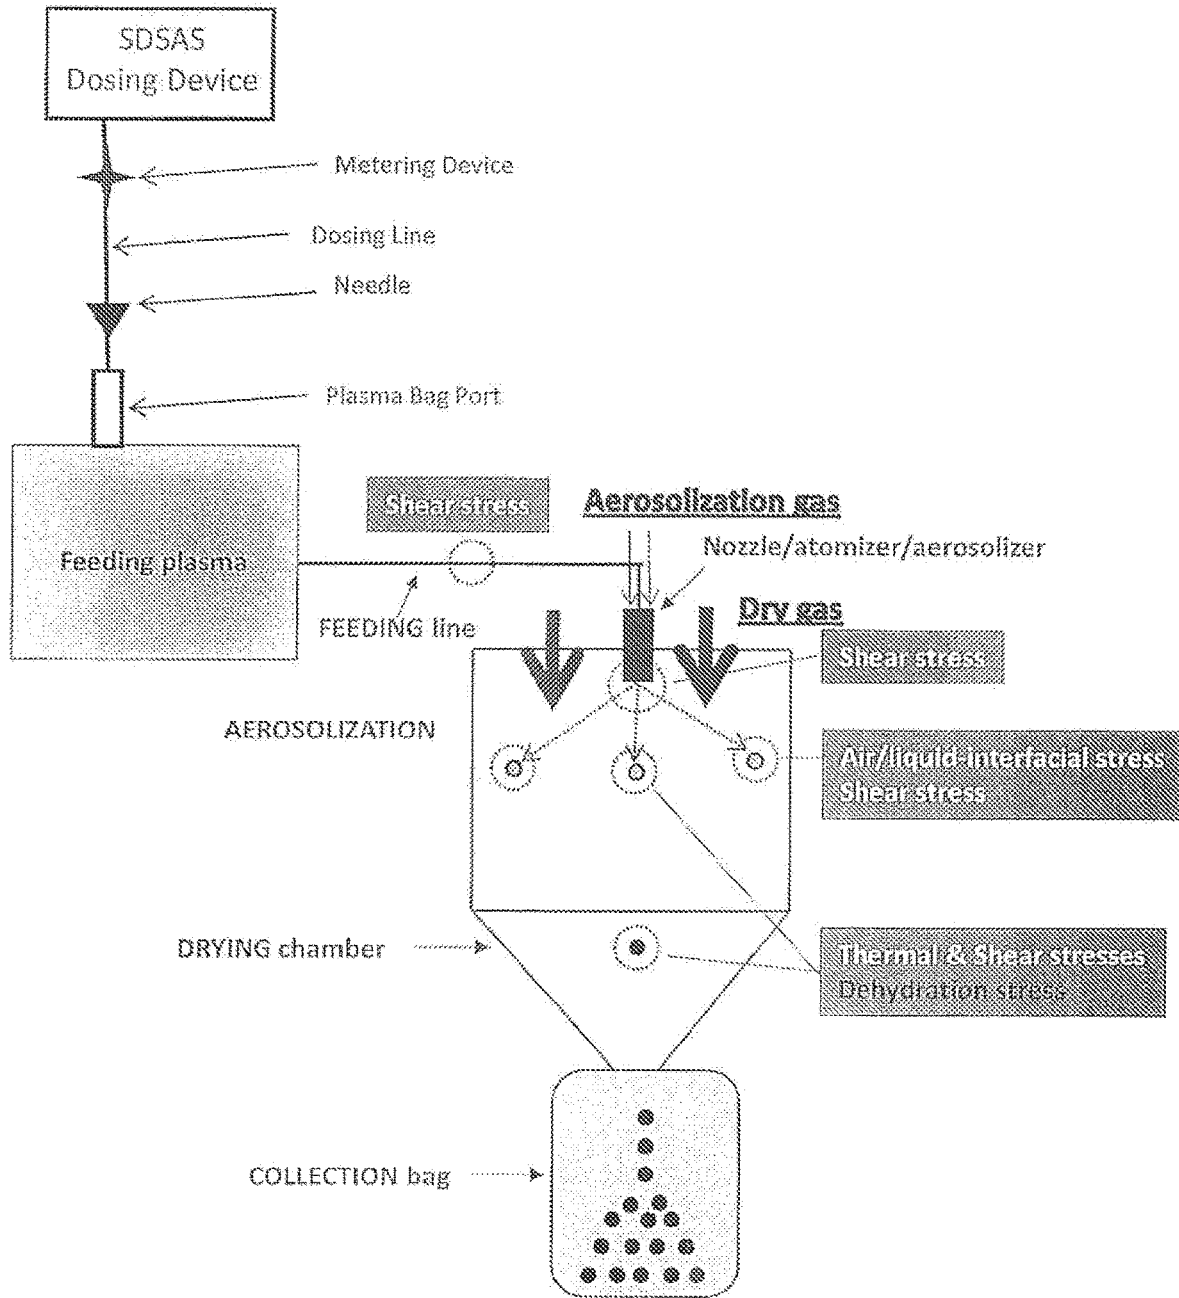 SDSAS
Dosing Device
Metering Device
Dosing Line
Needle
Plasma Bag Port
Shear stress
Aerosolization gas
Nozzle/atomizer/aerosolizer
Feeding plasma
FEEDING line
Dry gas
Shear stress
AEROSOLIZATION
Air/liquid-interfacial stress
Shear stress
DRYING chamber
Thermal & Shear stresses
Dehydration stress
COLLECTION bag